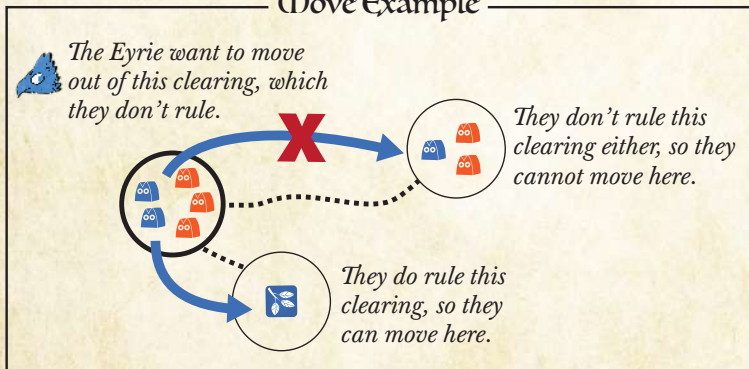 Move Example
The Eyrie want to move
out of this clearing, which
they don't rule.
They don't rule this
clearing either, so they
cannot move here.
They do rule this
clearing, so they
can move here.